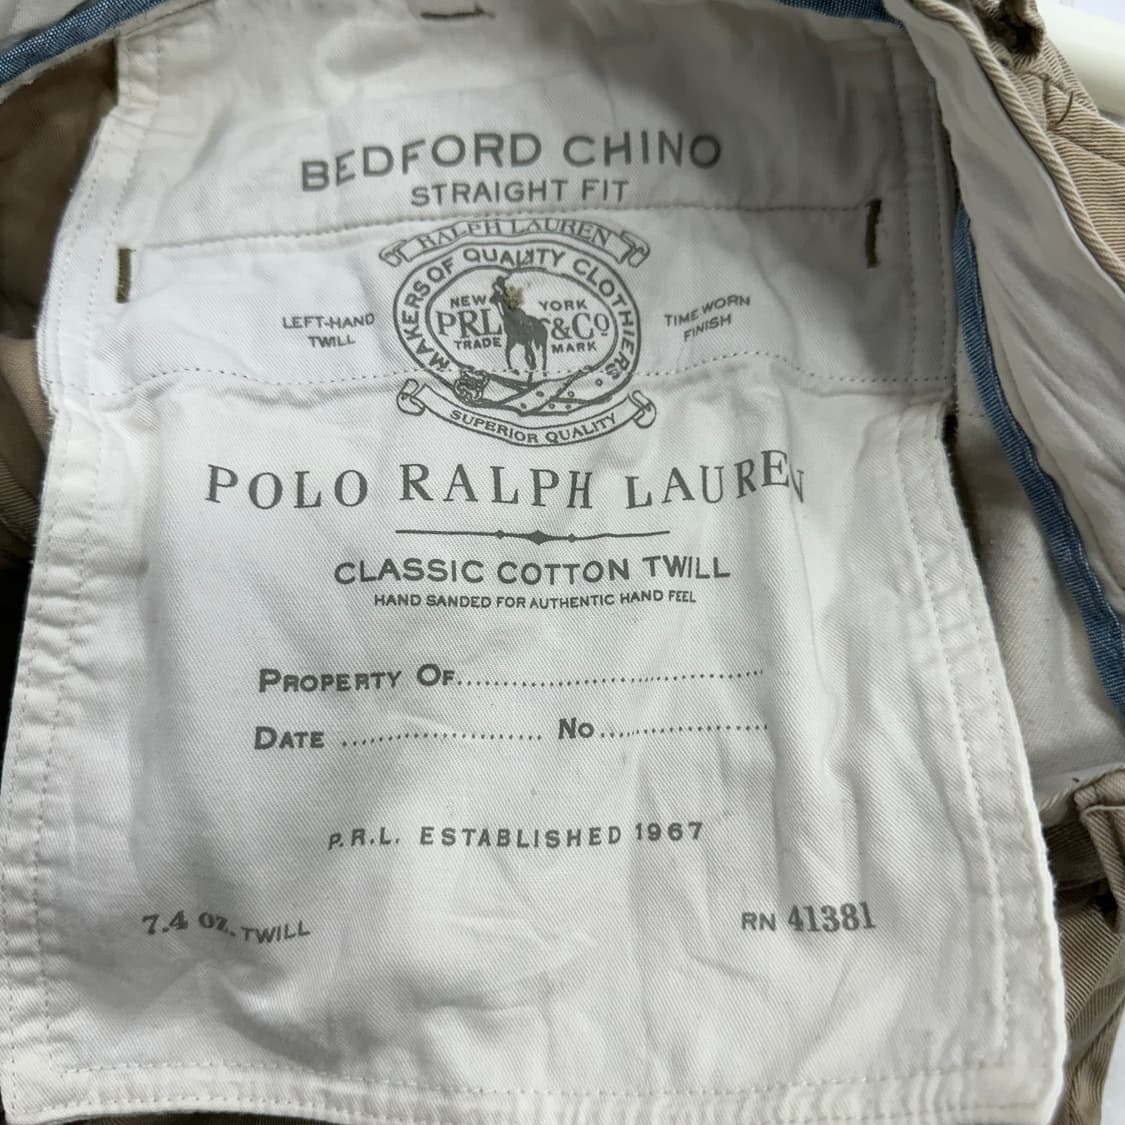 BEDFORD CHINO
STRAIGHT FIT
RALPH LAUREN
MAKERS OF QUALITY CLOTHIERS
NEW YORK
PRL & Co
TRADE MARK
SUPERIOR QUALITY
LEFT-HAND
TWILL
TIME WORN
FINISH
POLO RALPH LAUREN
CLASSIC COTTON TWILL
HAND SANDED FOR AUTHENTIC HAND FEEL
PROPERTY OF..............................
DATE .................... No..................
P.R.L. ESTABLISHED 1967
7.4 OZ. TWILL
RN 41381